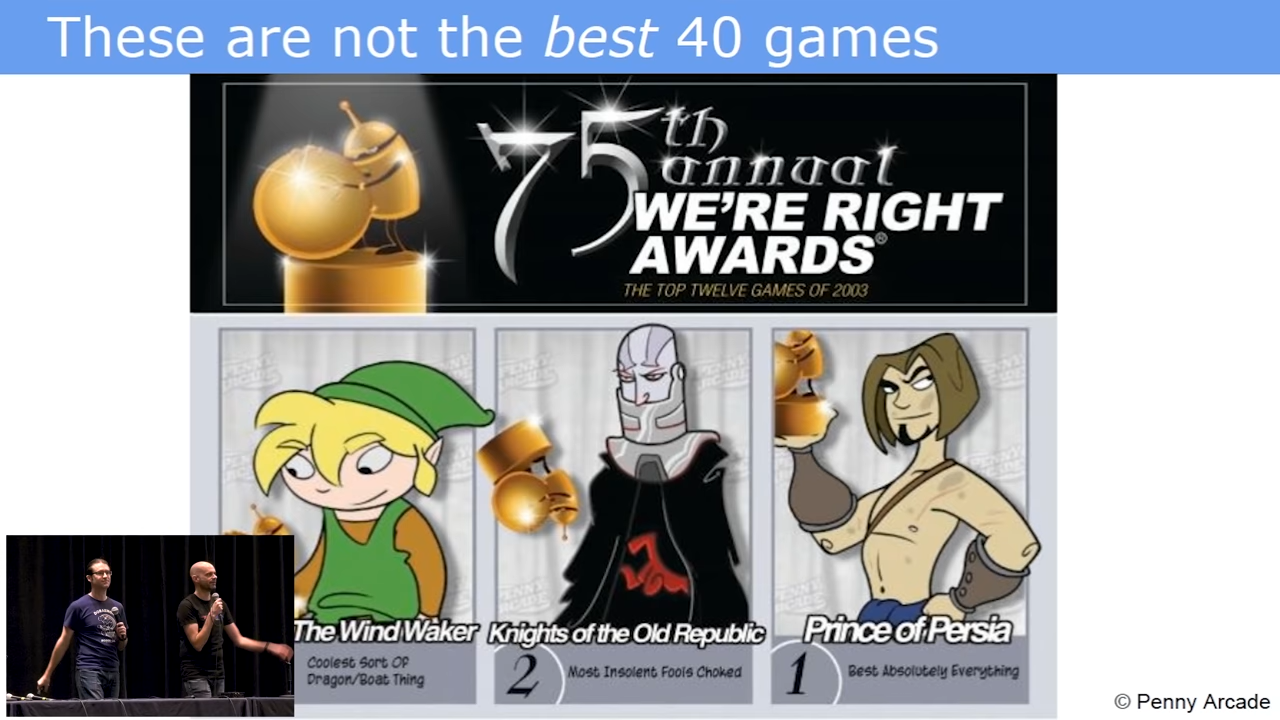 These are not the best 40 games
75th
annual
WE'RE RIGHT
AWARDS®
THE TOP TWELVE GAMES OF 2003
The Wind Waker
Coolest Sort Of
Dragon/Boat Thing
Knights of the Old Republic
2
Most Insolent Fools Choked
Prince of Persia
1
Best Absolutely Everything
© Penny Arcade